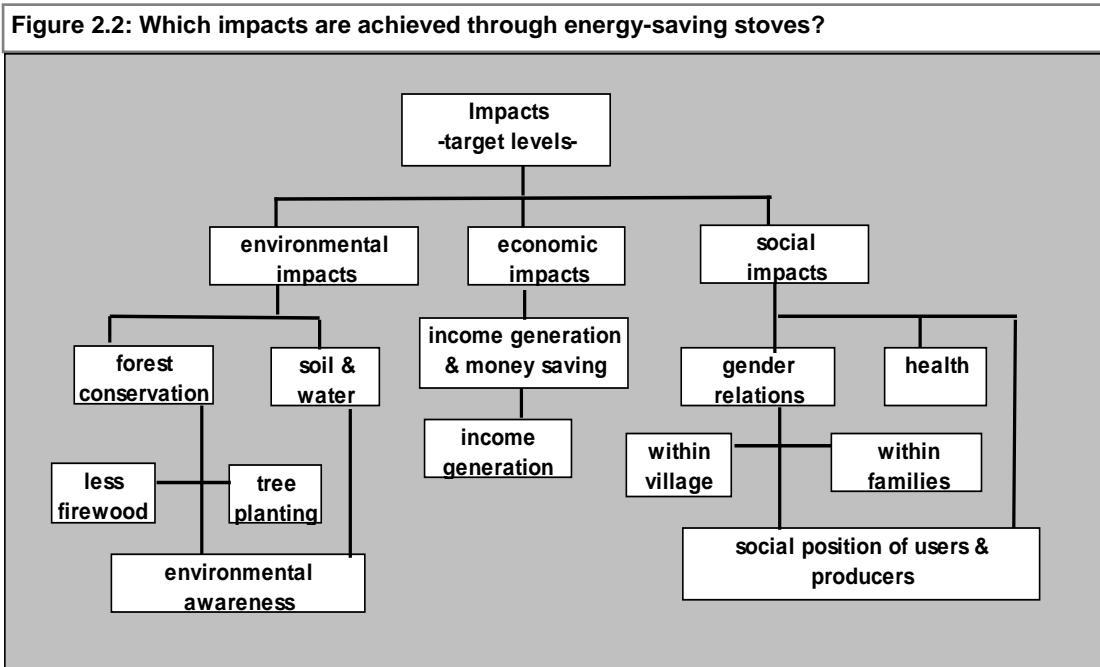 Figure 2.2: Which impacts are achieved through energy-saving stoves?
Impacts
-target levels-
environmental
impacts
economic
impacts
social
impacts
forest
conservation
soil &
water
income generation
& money saving
gender
relations
health
income
generation
within
village
within
families
less
firewood
tree
planting
environmental
awareness
social position of users &
producers